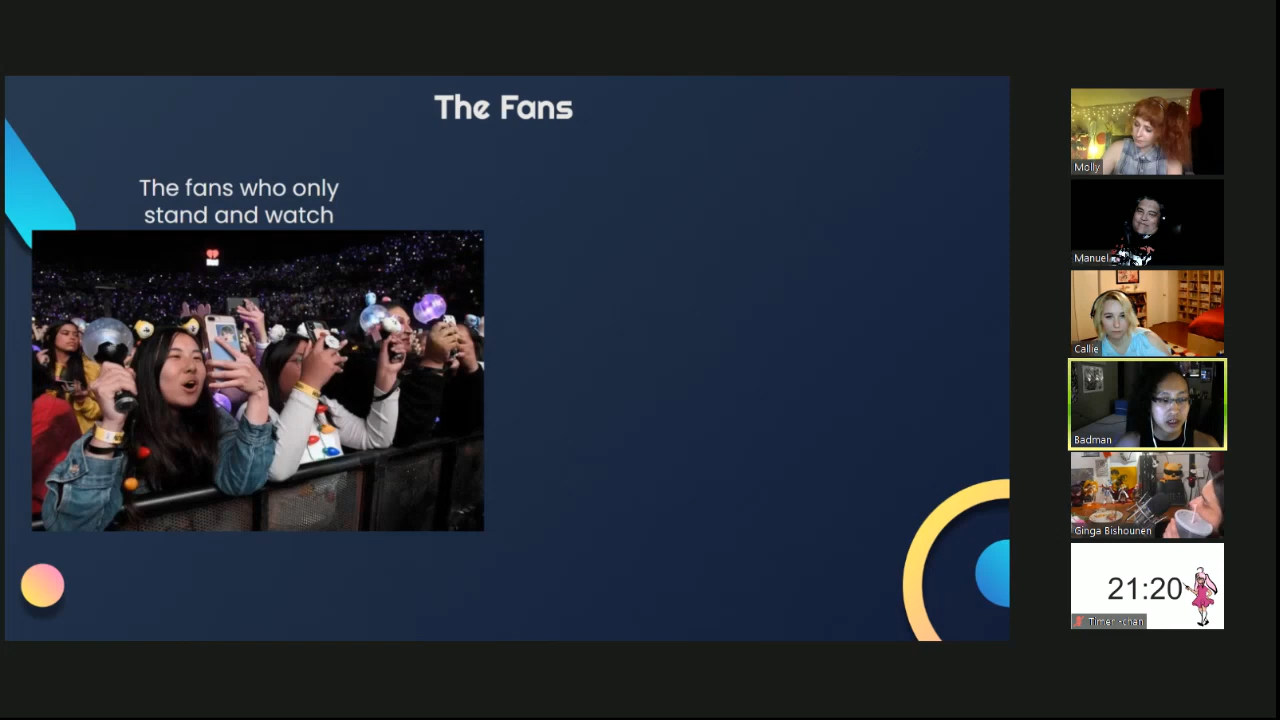 The Fans
The fans who only
stand and watch
Molly
Manuel
Callie
Badman
Ginga Bishounen
21:20
Timer -chan